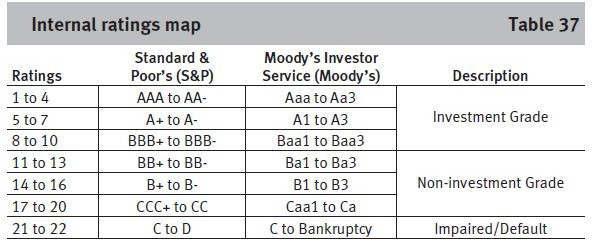 Internal ratings map Table 37
Standard & Moody's Investor
Ratings Poor's (S&P) Service (Moody's) Description
1 to 4 AAA to AA- Aaa to Aa3
5 to 7 A+ to A- A1 to A3 Investment Grade
8 to 10 BBB+ to BBB- Baa1 to Baa3
11 to 13 BB+ to BB- Ba1 to Ba3
14 to 16 B+ to B- B1 to B3 Non-investment Grade
17 to 20 CCC+ to CC Caa1 to Ca
21 to 22 C to D C to Bankruptcy Impaired/Default